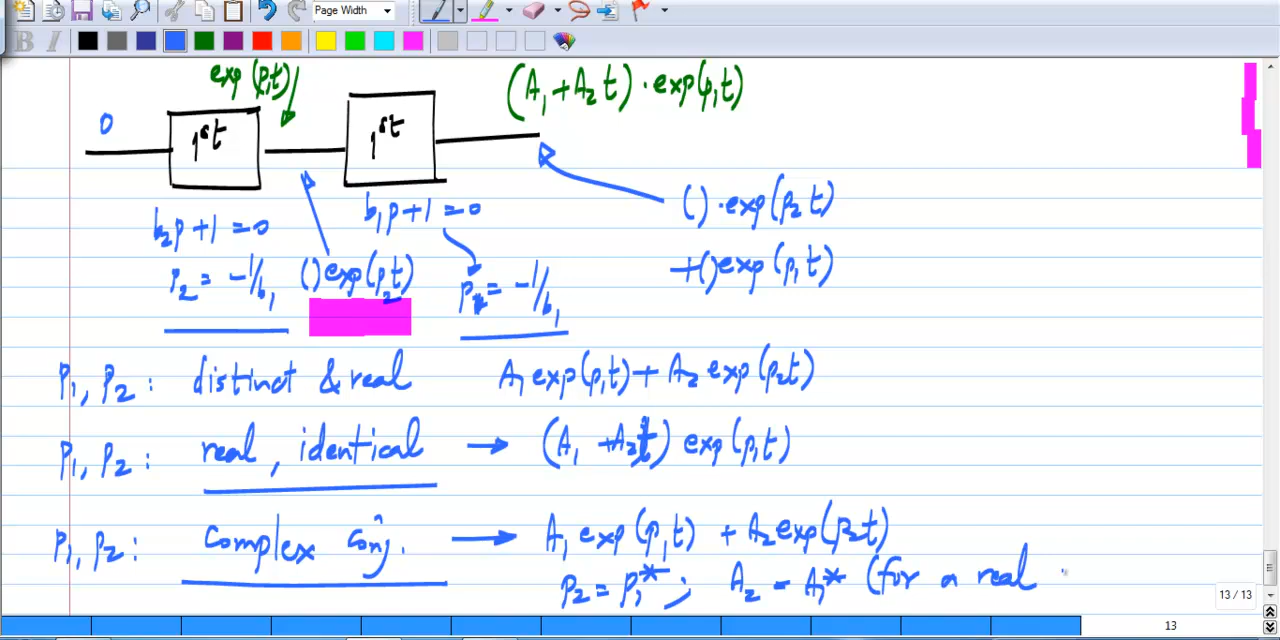 Page Width
exp(p₁t)
(A₁ + A₂ t) · exp(p₁t)
0
1st
1st
b₂p + 1 = 0
b₁p + 1 = 0
() · exp(p₂ t)
+ () exp(p₁ t)
p₂ = -1/b₁
() exp(p₂t)
= -1/b₁
p₁, p₂ : distinct & real A₁ exp(p₁t) + A₂ exp(p₂t)
p₁, p₂ : real, identical → (A₁ + A₂t) exp(p₁t)
p₁, p₂ : complex conj. → A₁ exp(p₁t) + A₂ exp(p₂t)
p₂ = p₁* ; A₂ = A₁* (for a real
13 / 13
13